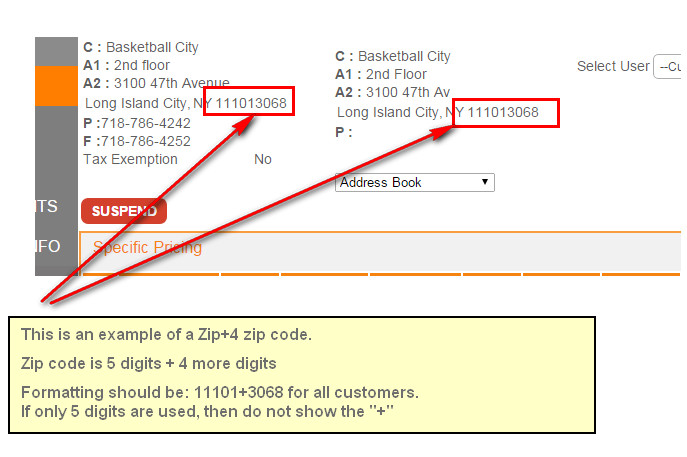 C : Basketball City
A1 : 2nd floor
A2 : 3100 47th Avenue
Long Island City, NY 111013068
P :718-786-4242
F :718-786-4252
Tax Exemption No
C : Basketball City
A1 : 2nd Floor
A2 : 3100 47th Av
Long Island City, NY 111013068
P :
Select User --Cu
Address Book
ITS
SUSPEND
NFO
Specific Pricing
This is an example of a Zip+4 zip code.
Zip code is 5 digits + 4 more digits
Formatting should be: 11101+3068 for all customers.
If only 5 digits are used, then do not show the "+"